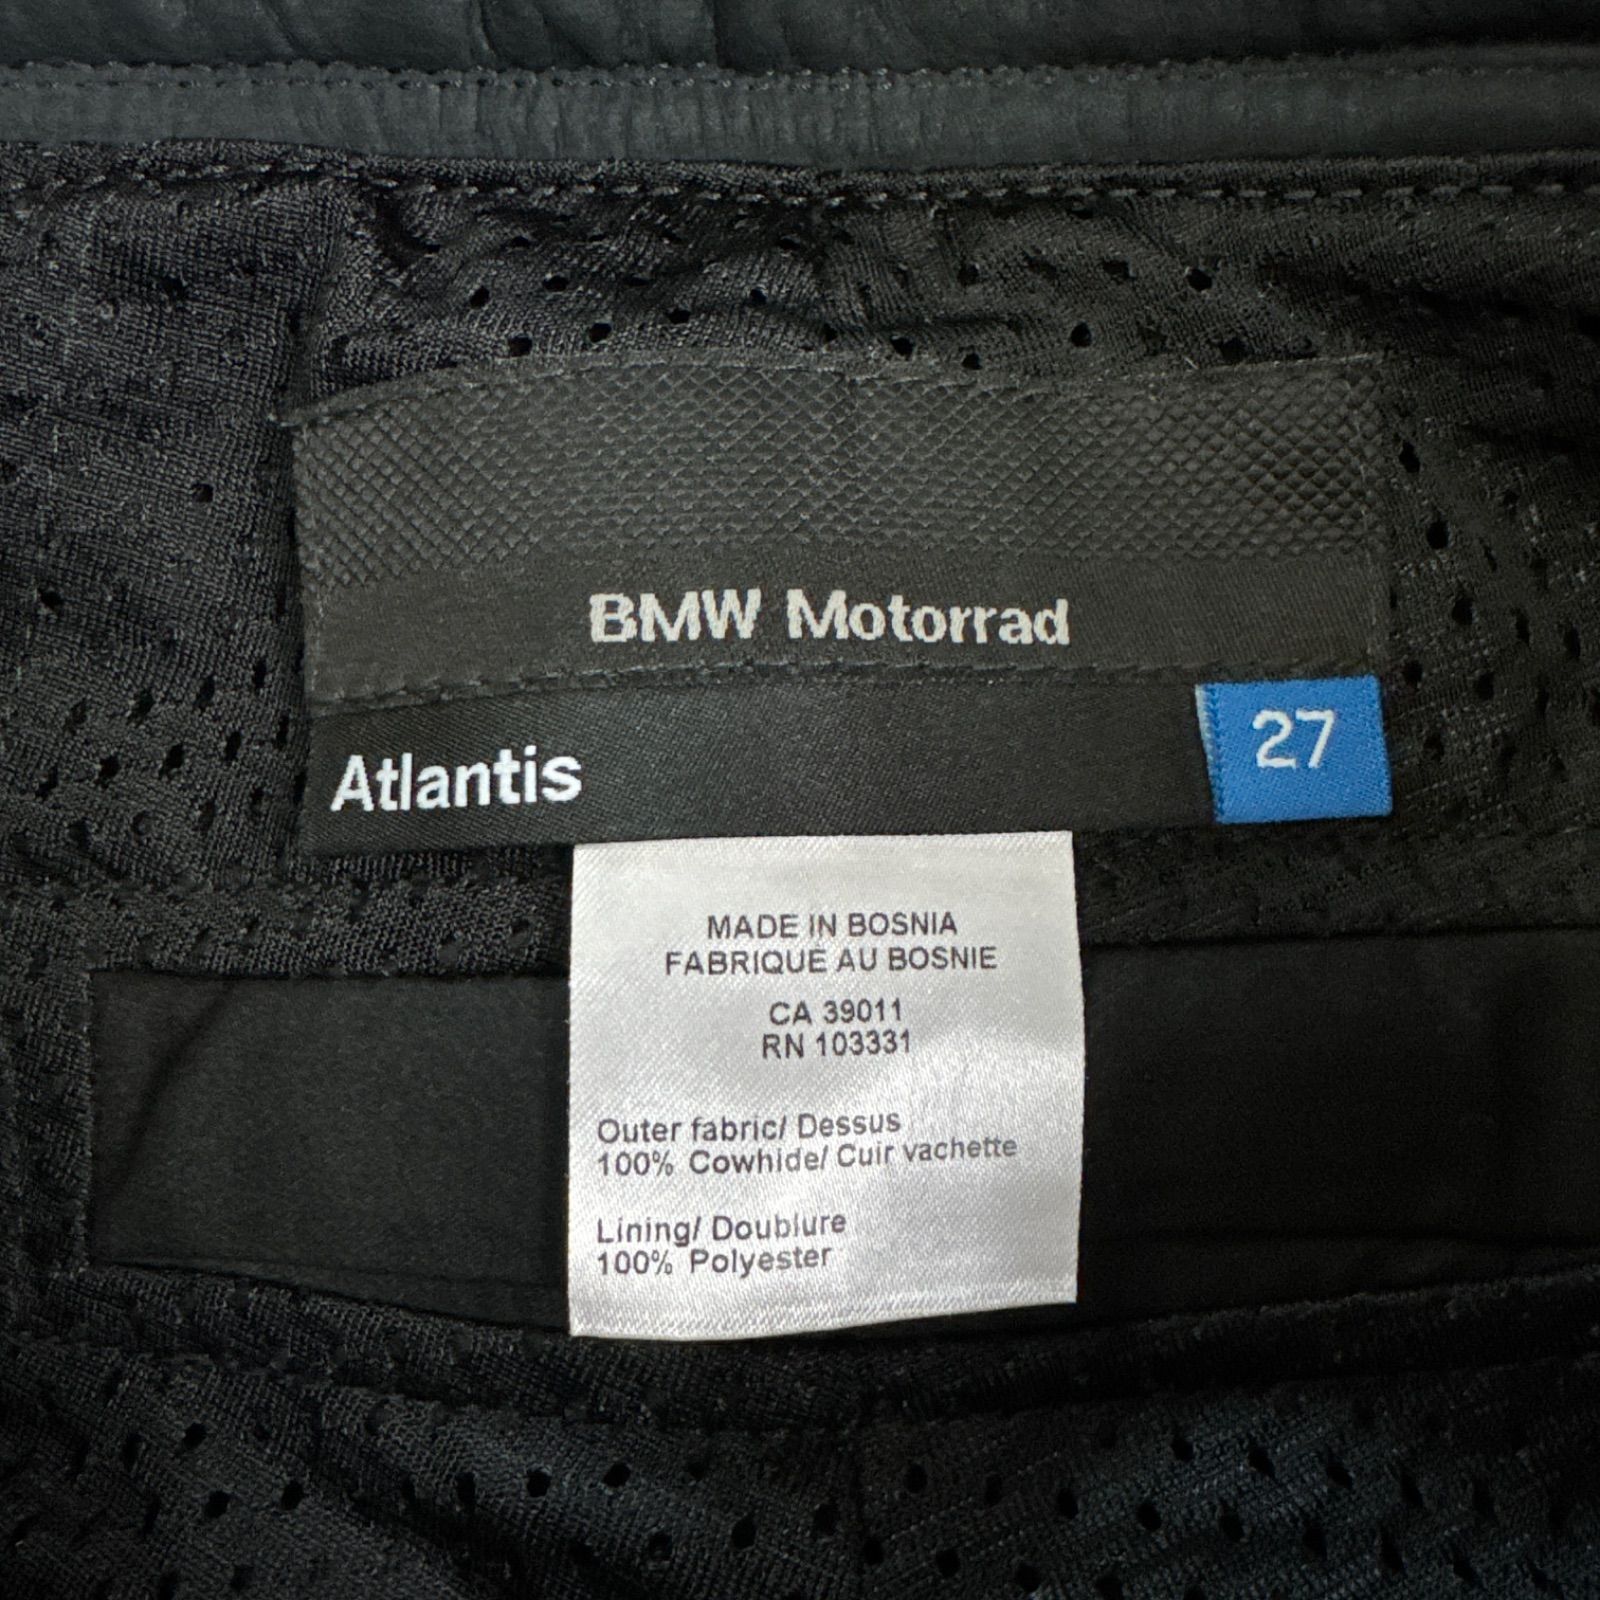 BMW Motorrad
Atlantis
27
MADE IN BOSNIA
FABRIQUÉ AU BOSNIE
CA 39011
RN 103331
Outer fabric/ Dessus
100% Cowhide/ Cuir vachette
Lining/ Doublure
100% Polyester